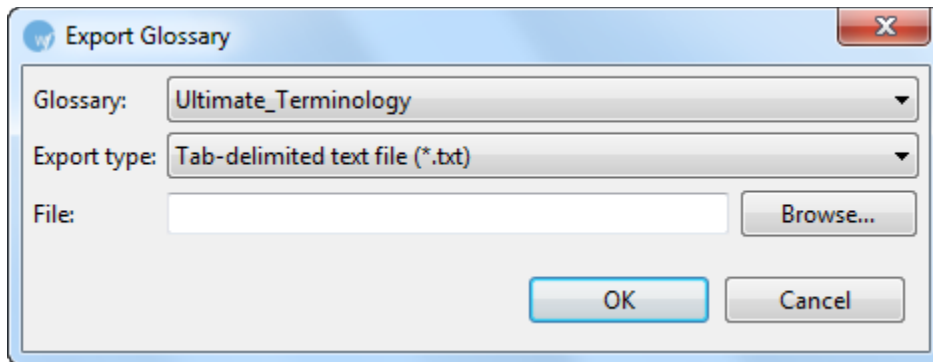 Export Glossary
Glossary: Ultimate_Terminology
Export type: Tab-delimited text file (*.txt)
File: Browse...
OK Cancel